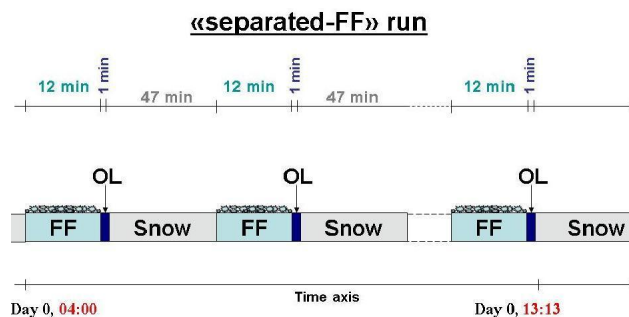 «separated-FF» run
12 min 1 min 47 min 12 min 1 min 47 min 12 min 1 min
OL OL OL
FF Snow FF Snow FF Snow
Time axis
Day 0, 04:00 Day 0, 13:13